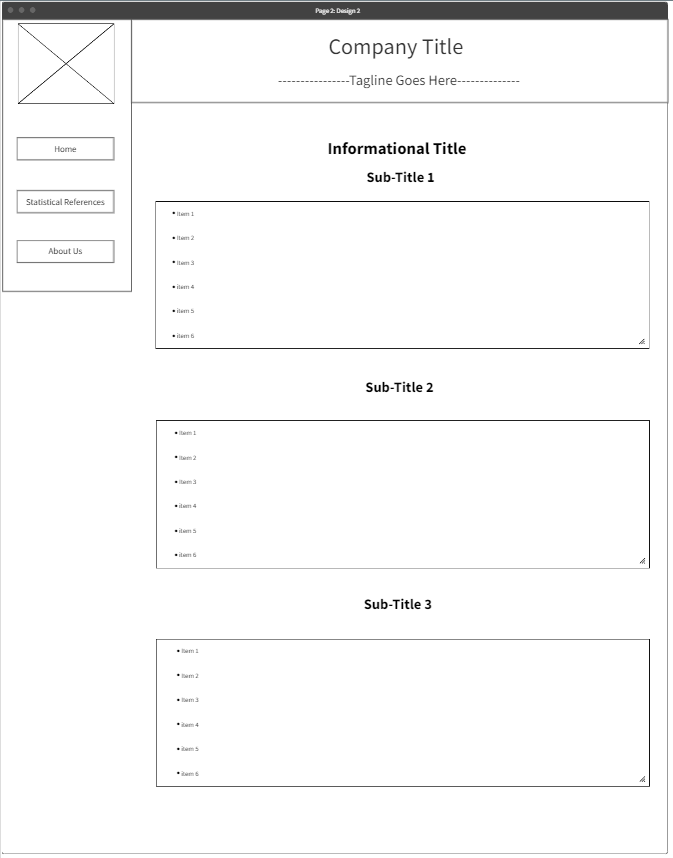 Page 2: Design 2
Company Title
----------------Tagline Goes Here--------------
Home
Statistical References
About Us
Informational Title
Sub-Title 1
• Item 1
• Item 2
• Item 3
• item 4
• item 5
• item 6
Sub-Title 2
• Item 1
• Item 2
• Item 3
• item 4
• item 5
• item 6
Sub-Title 3
• Item 1
• Item 2
• Item 3
• item 4
• item 5
• item 6